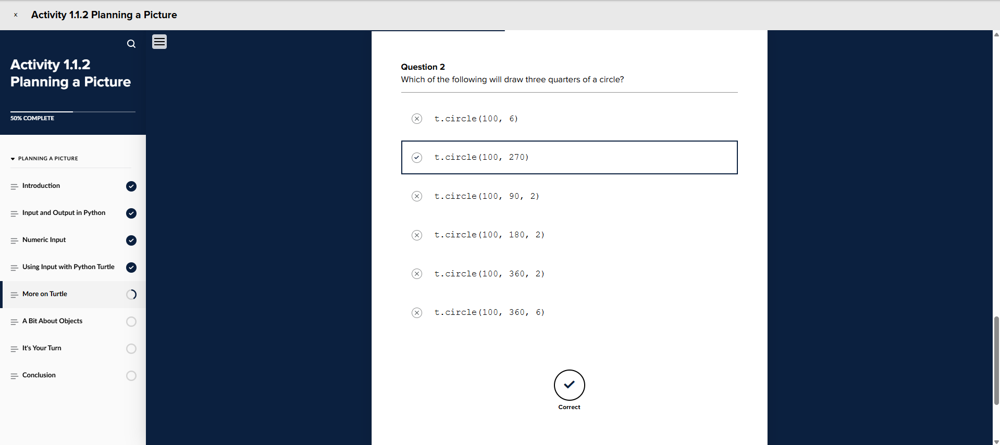 x Activity 1.1.2 Planning a Picture
Activity 1.1.2
Planning a Picture
50% COMPLETE
PLANNING A PICTURE
Introduction
Input and Output in Python
Numeric Input
Using Input with Python Turtle
More on Turtle
A Bit About Objects
It's Your Turn
Conclusion
Question 2
Which of the following will draw three quarters of a circle?
t.circle(100, 6)
t.circle(100, 270)
t.circle(100, 90, 2)
t.circle(100, 180, 2)
t.circle(100, 360, 2)
t.circle(100, 360, 6)
Correct